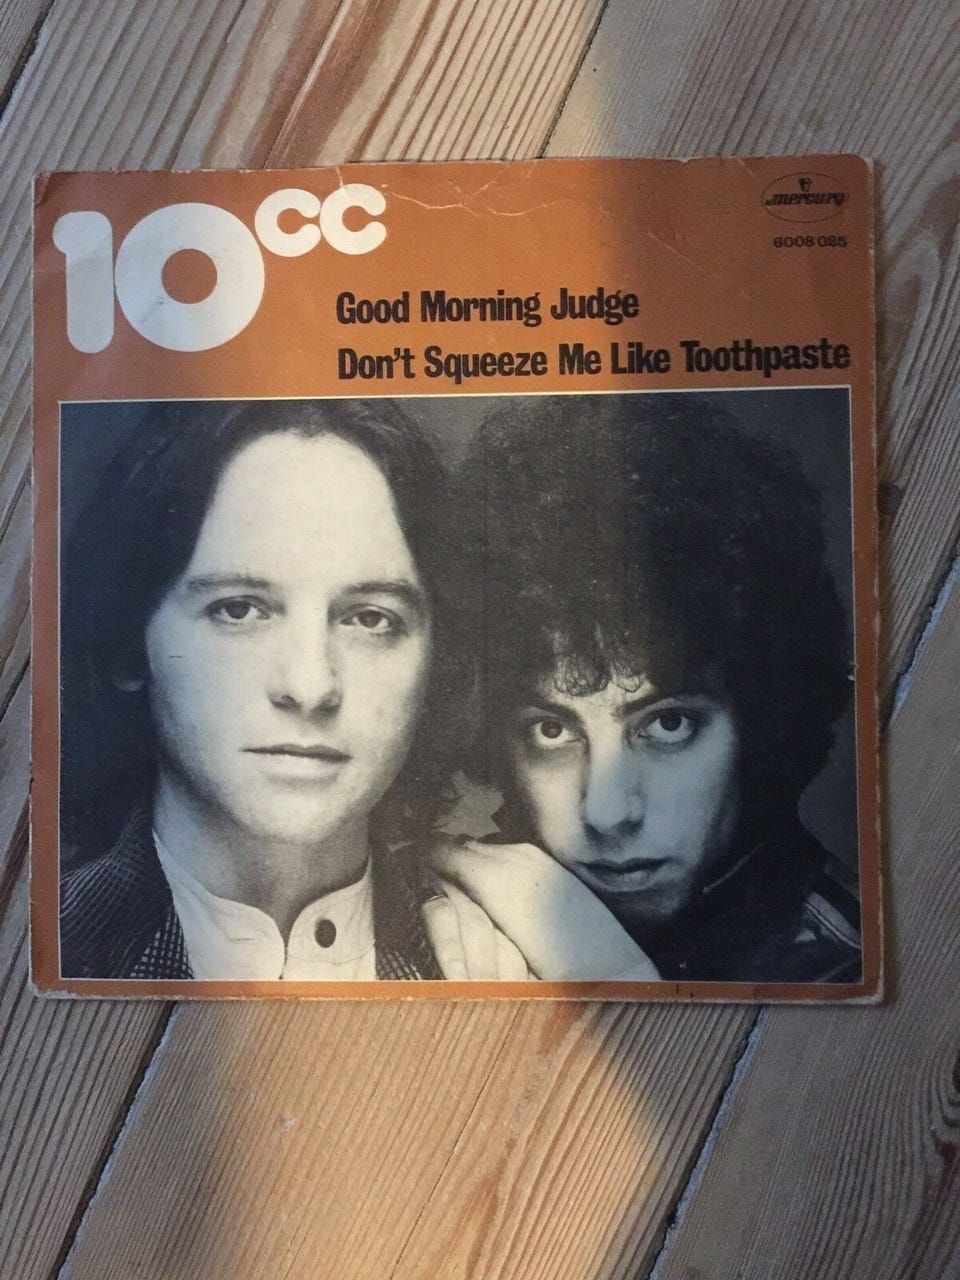 10cc
mercury
6008 025
Good Morning Judge
Don't Squeeze Me Like Toothpaste